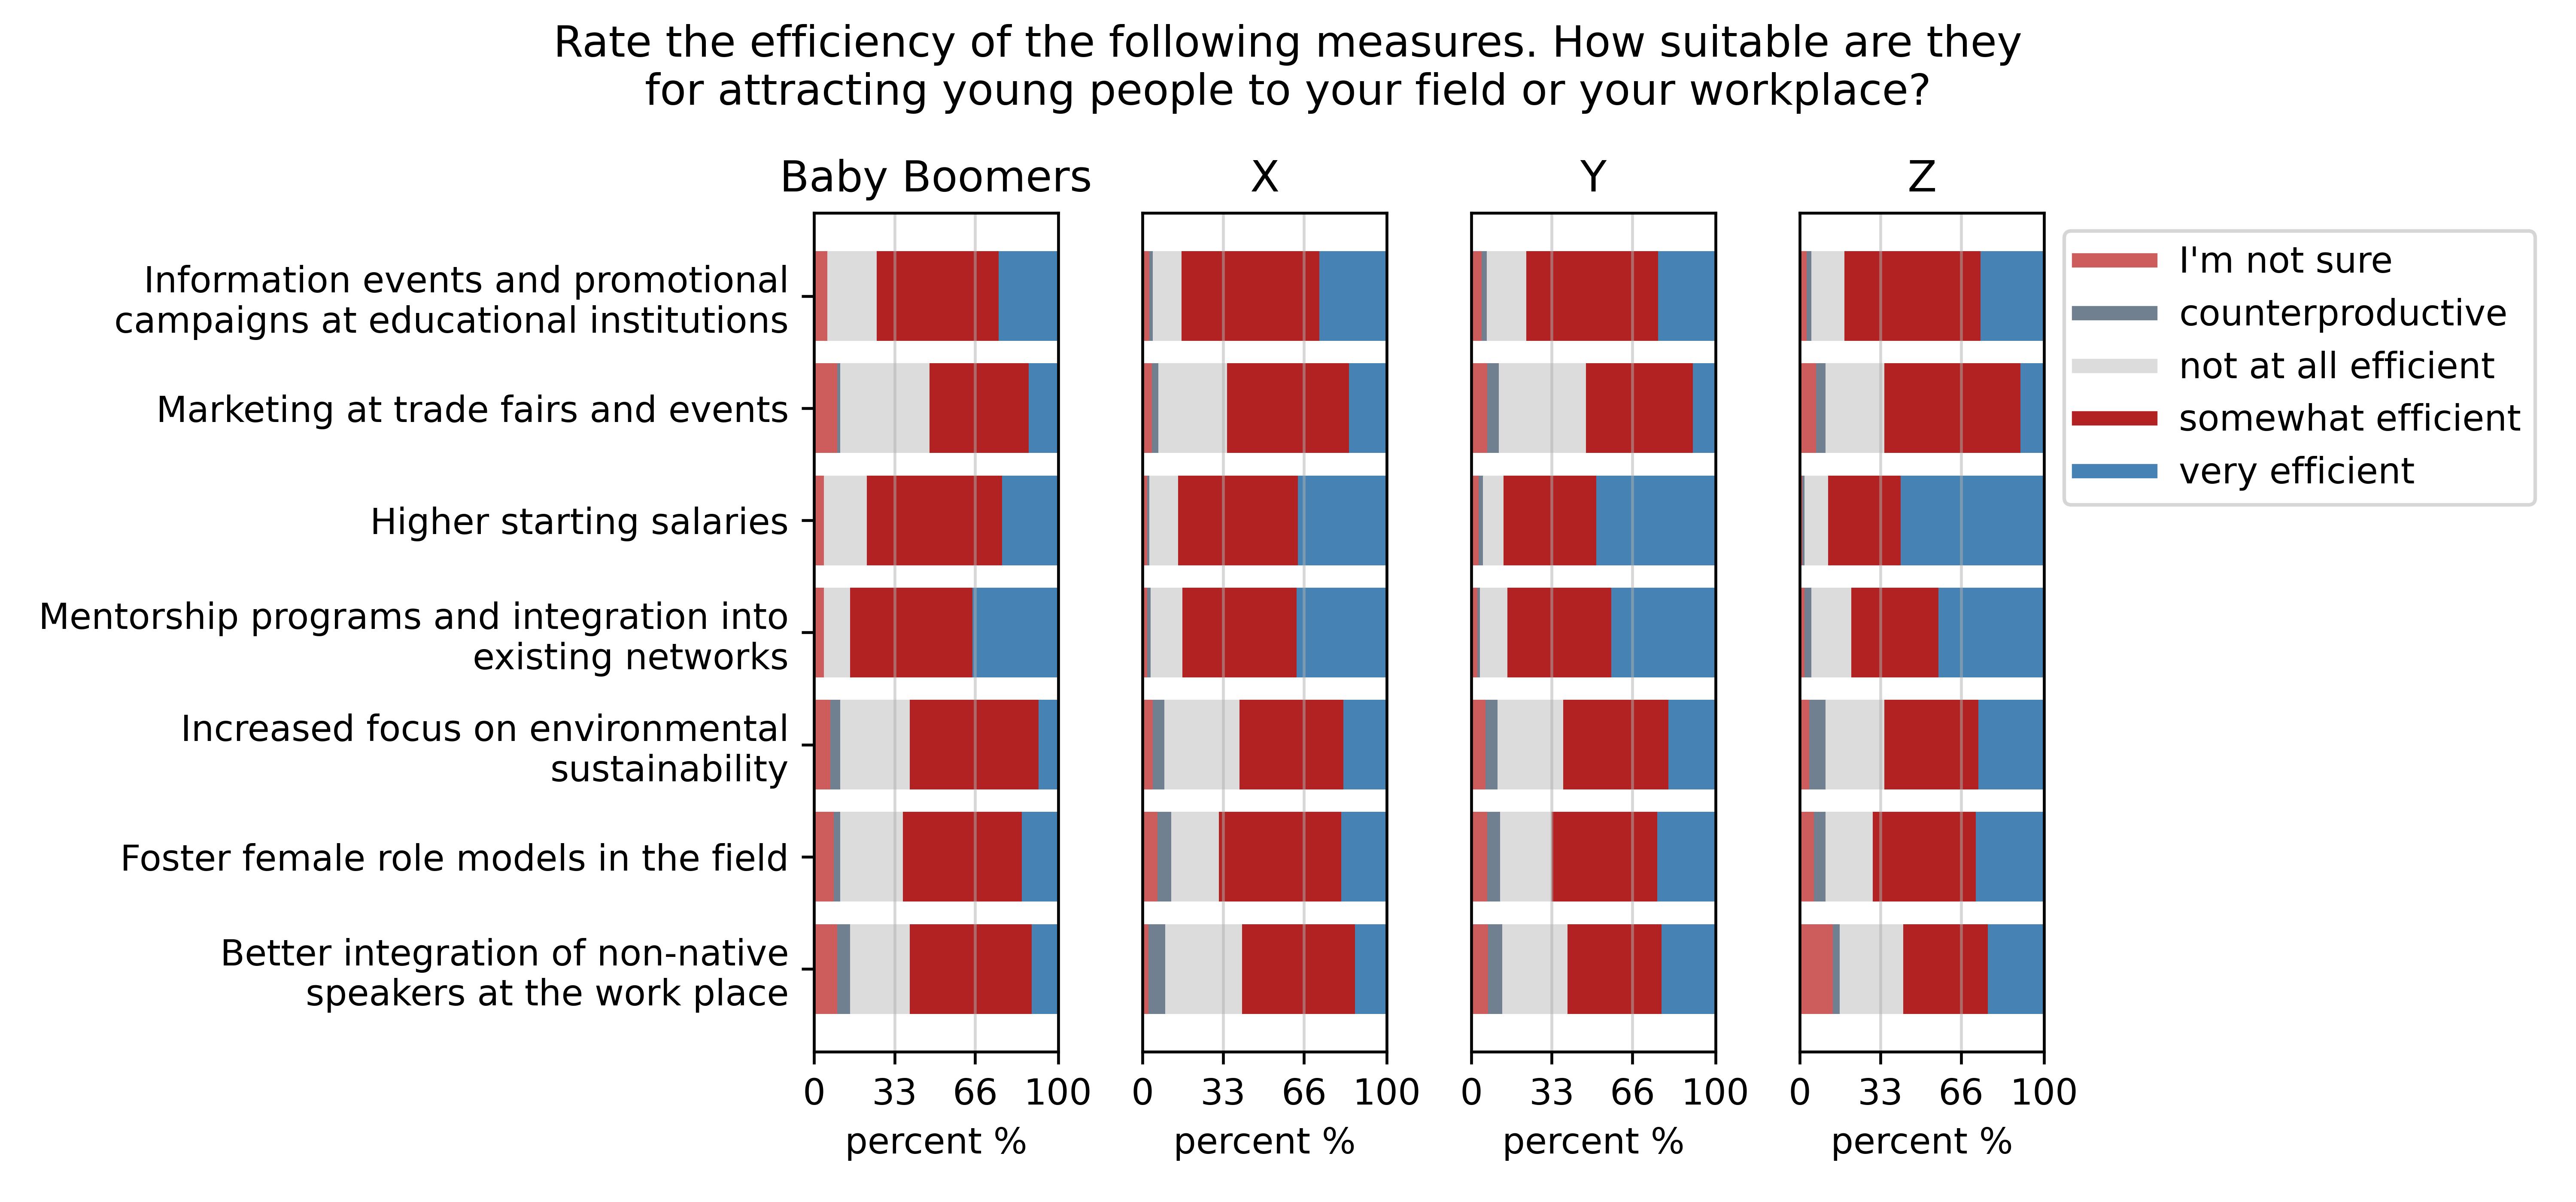 Rate the efficiency of the following measures. How suitable are they
for attracting young people to your field or your workplace?
Baby Boomers
X
Y
Z
Information events and promotional
campaigns at educational institutions
Marketing at trade fairs and events
Higher starting salaries
Mentorship programs and integration into
existing networks
Increased focus on environmental
sustainability
Foster female role models in the field
Better integration of non-native
speakers at the work place
I'm not sure
counterproductive
not at all efficient
somewhat efficient
very efficient
0 33 66 100
0 33 66 100
0 33 66 100
0 33 66 100
percent %
percent %
percent %
percent %